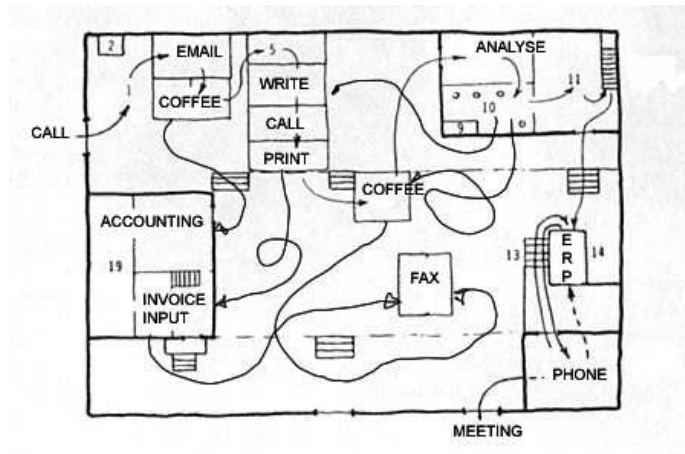 2
EMAIL
5
ANALYSE
1
COFFEE
WRITE
11
10
CALL
CALL
9
PRINT
COFFEE
ACCOUNTING
19
INVOICE
INPUT
FAX
13
E
R
P
14
PHONE
MEETING